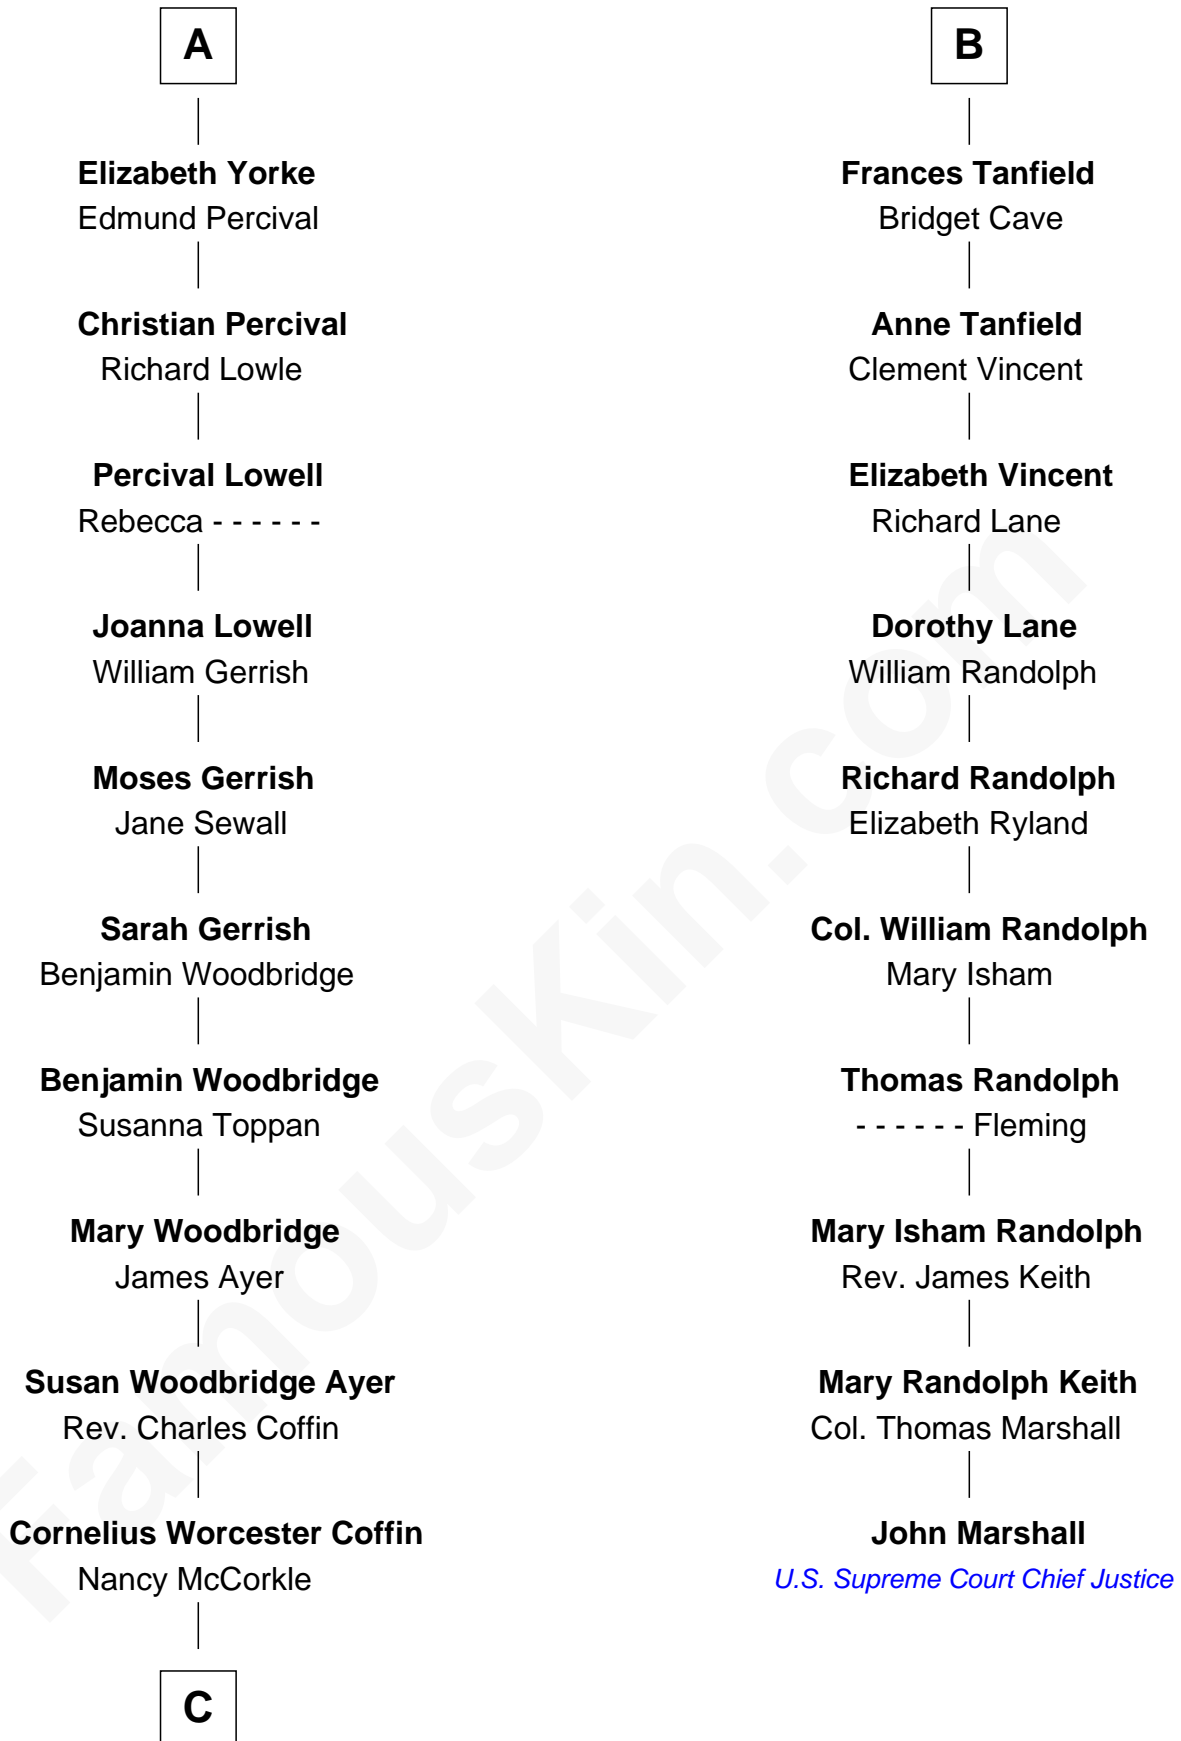 A
Elizabeth Yorke
Edmund Percival
Christian Percival
Richard Lowle
Percival Lowell
Rebecca - - - - - -
Joanna Lowell
William Gerrish
Moses Gerrish
Jane Sewall
Sarah Gerrish
Benjamin Woodbridge
Benjamin Woodbridge
Susanna Toppan
Mary Woodbridge
James Ayer
Susan Woodbridge Ayer
Rev. Charles Coffin
Cornelius Worcester Coffin
Nancy McCorkle
C
B
Frances Tanfield
Bridget Cave
Anne Tanfield
Clement Vincent
Elizabeth Vincent
Richard Lane
Dorothy Lane
William Randolph
Richard Randolph
Elizabeth Ryland
Col. William Randolph
Mary Isham
Thomas Randolph
- - - - - - Fleming
Mary Isham Randolph
Rev. James Keith
Mary Randolph Keith
Col. Thomas Marshall
John Marshall
U.S. Supreme Court Chief Justice
FamousKin.com